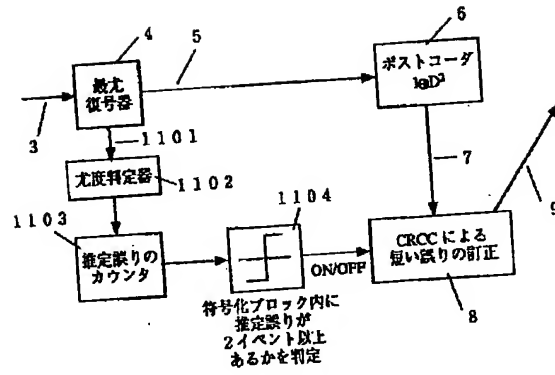 4
5
6
最尤
復号器
ポストコーダ
1⊕D²
3
1101
7
尤度判定器
1102
9
1103
1104
推定誤りの
カウンタ
ON/OFF
CRCCによる
短い誤りの訂正
8
符号化ブロック内に
推定誤りが
2イベント以上
あるかを判定